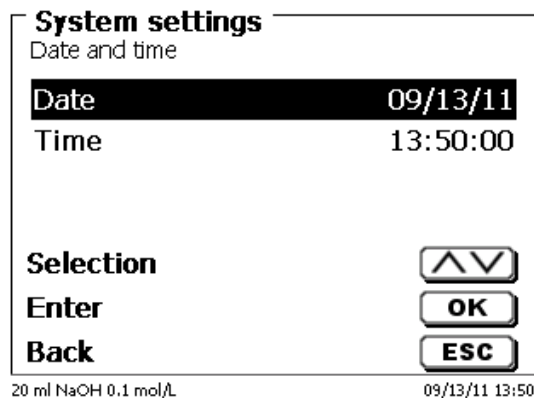 System settings
Date and time
Date 09/13/11
Time 13:50:00
Selection
Enter OK
Back ESC
20 ml NaOH 0.1 mol/L 09/13/11 13:50